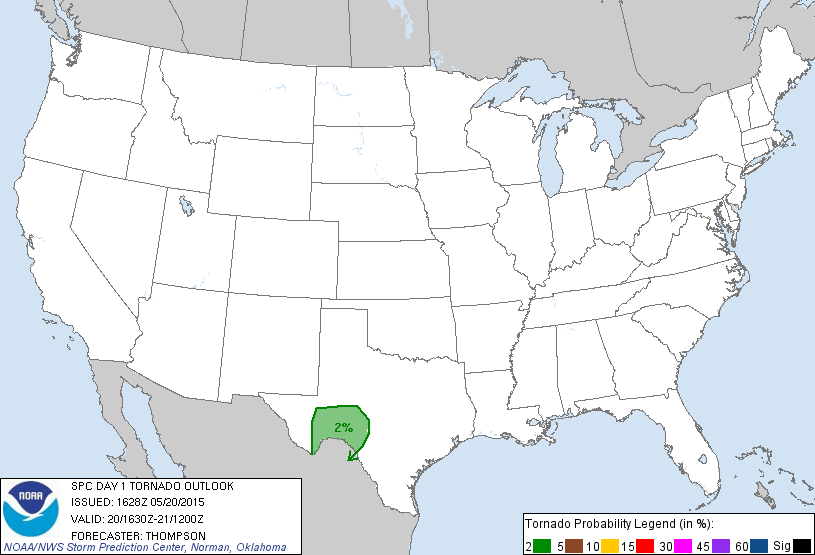 2%
NOAA
SPC DAY 1 TORNADO OUTLOOK
ISSUED: 1628Z 05/20/2015
VALID: 20/1630Z-21/1200Z
FORECASTER: THOMPSON
NOAA/NWS Storm Prediction Center, Norman, Oklahoma
Tornado Probability Legend (in %):
2 5 10 15 30 45 60 Sig